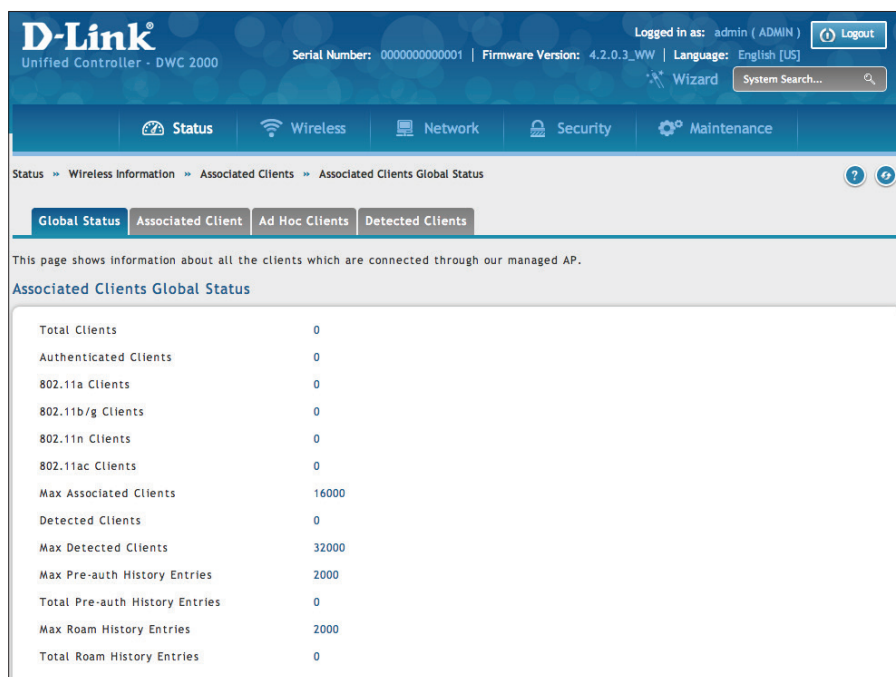 D-Link®
Unified Controller - DWC 2000
Logged in as: admin ( ADMIN )
Logout
Serial Number: 0000000000001 | Firmware Version: 4.2.0.3_WW | Language: English [US]
Wizard
System Search...
Status
Wireless
Network
Security
Maintenance
Status » Wireless Information » Associated Clients » Associated Clients Global Status
?
Global Status
Associated Client
Ad Hoc Clients
Detected Clients
This page shows information about all the clients which are connected through our managed AP.
Associated Clients Global Status
Total Clients 0
Authenticated Clients 0
802.11a Clients 0
802.11b/g Clients 0
802.11n Clients 0
802.11ac Clients 0
Max Associated Clients 16000
Detected Clients 0
Max Detected Clients 32000
Max Pre-auth History Entries 2000
Total Pre-auth History Entries 0
Max Roam History Entries 2000
Total Roam History Entries 0